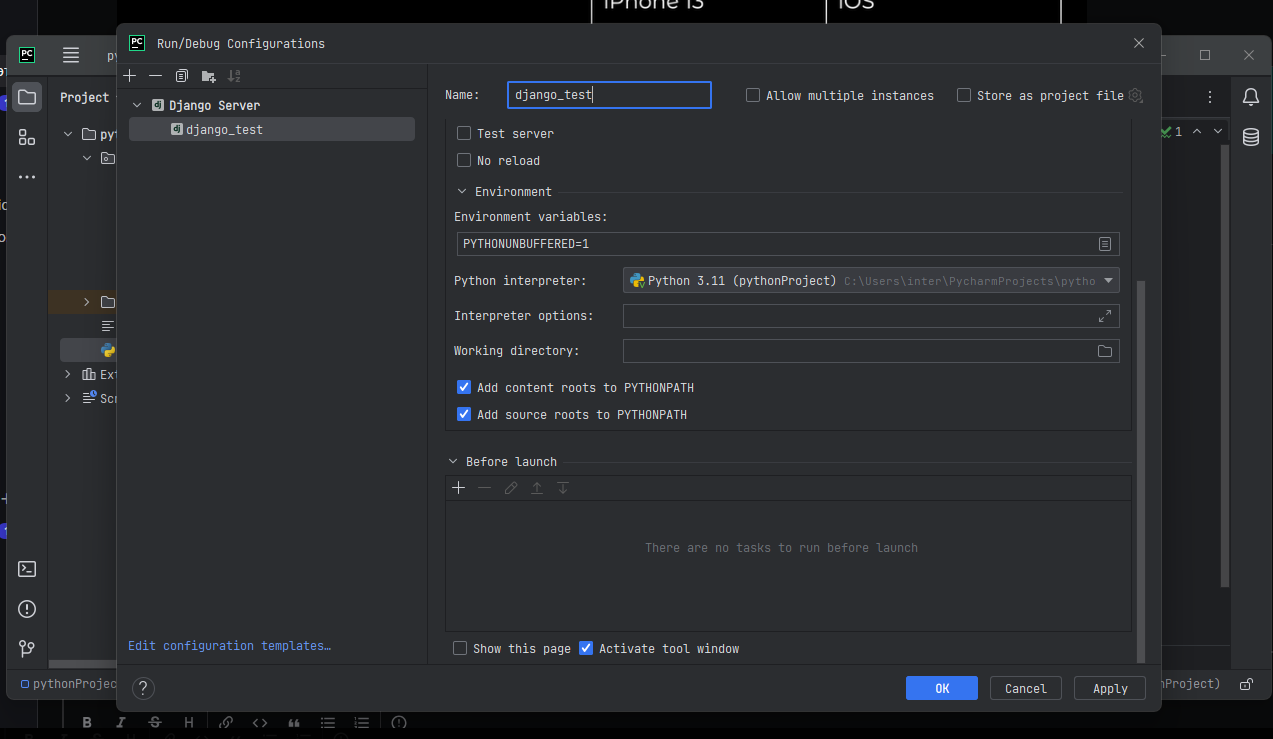 iPhone 13
iOS
PC
Run/Debug Configurations
Project
Django Server
django_test
Name:
django_test
Allow multiple instances
Store as project file
1
Test server
No reload
Environment
Environment variables:
PYTHONUNBUFFERED=1
Python interpreter:
Python 3.11 (pythonProject) C:\Users\inter\PycharmProjects\pytho
Interpreter options:
Working directory:
Add content roots to PYTHONPATH
Add source roots to PYTHONPATH
Ext
Scr
Before launch
There are no tasks to run before launch
Edit configuration templates…
Show this page
Activate tool window
pythonProjec
nProject)
?
OK
Cancel
Apply
B I S H